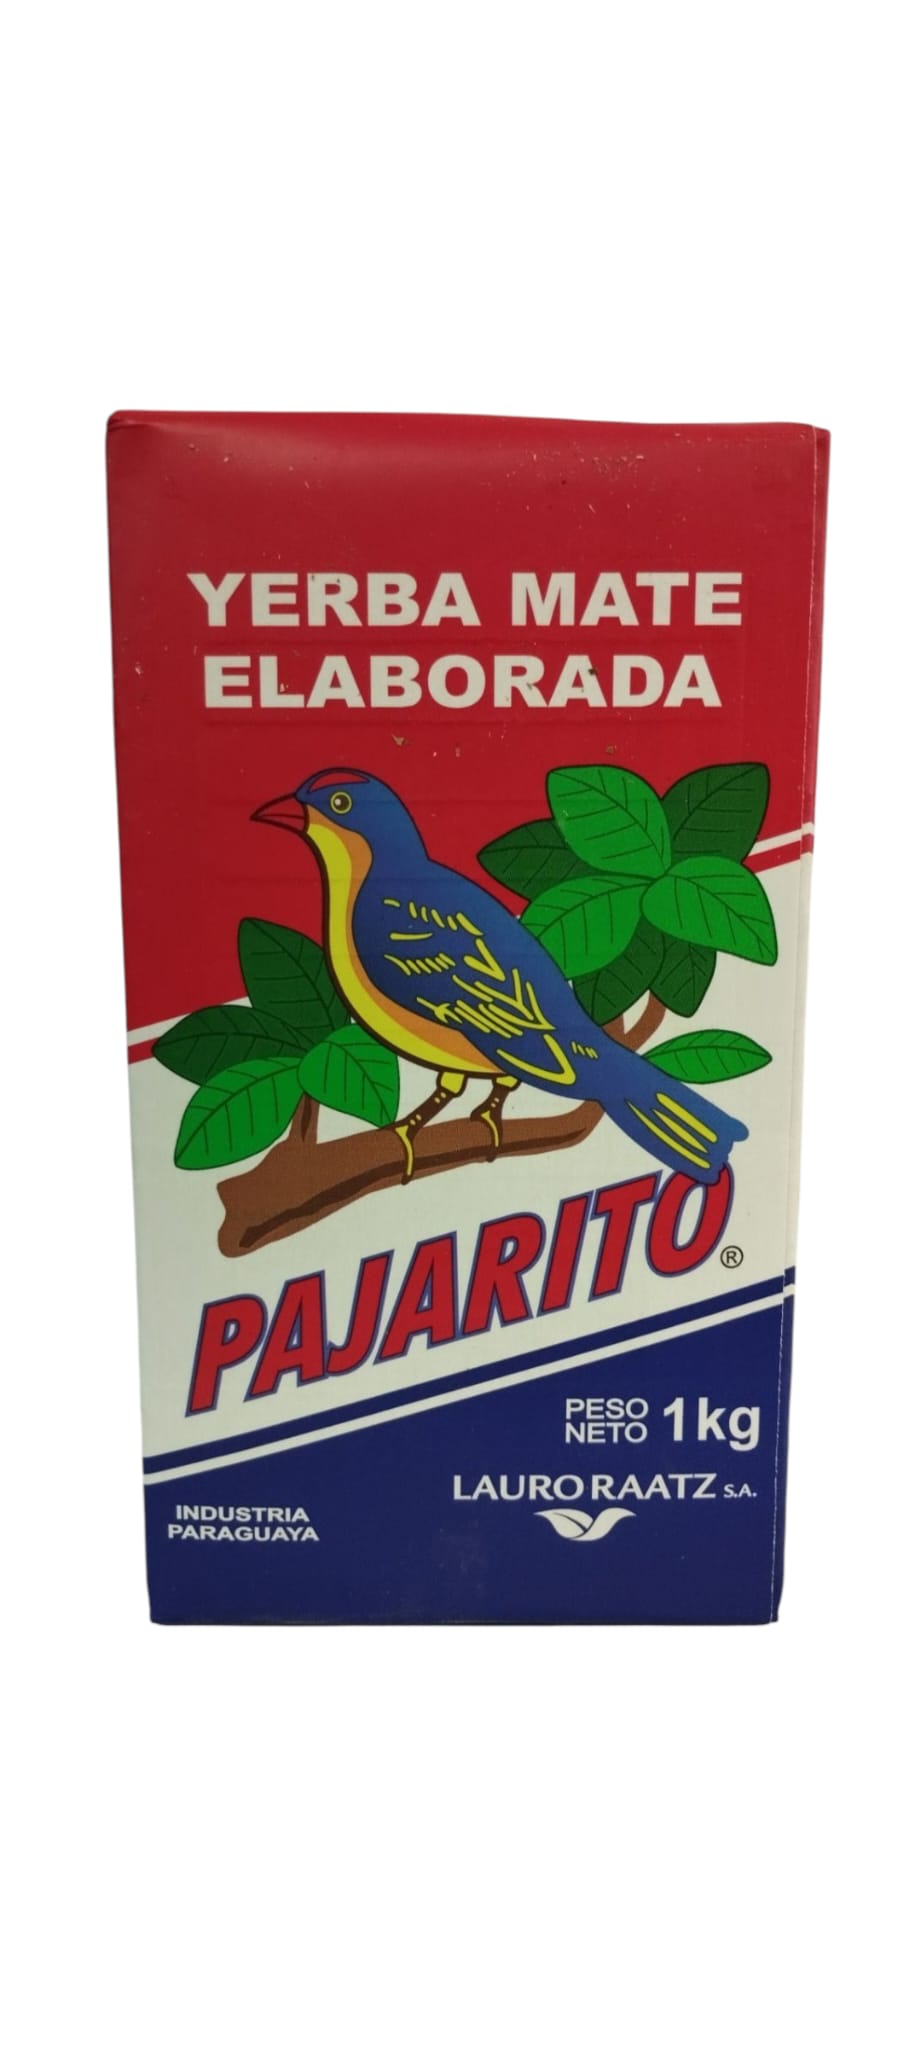 YERBA MATE
ELABORADA
PAJARITO®
PESO
NETO 1kg
LAURO RAATZ S.A.
INDUSTRIA
PARAGUAYA